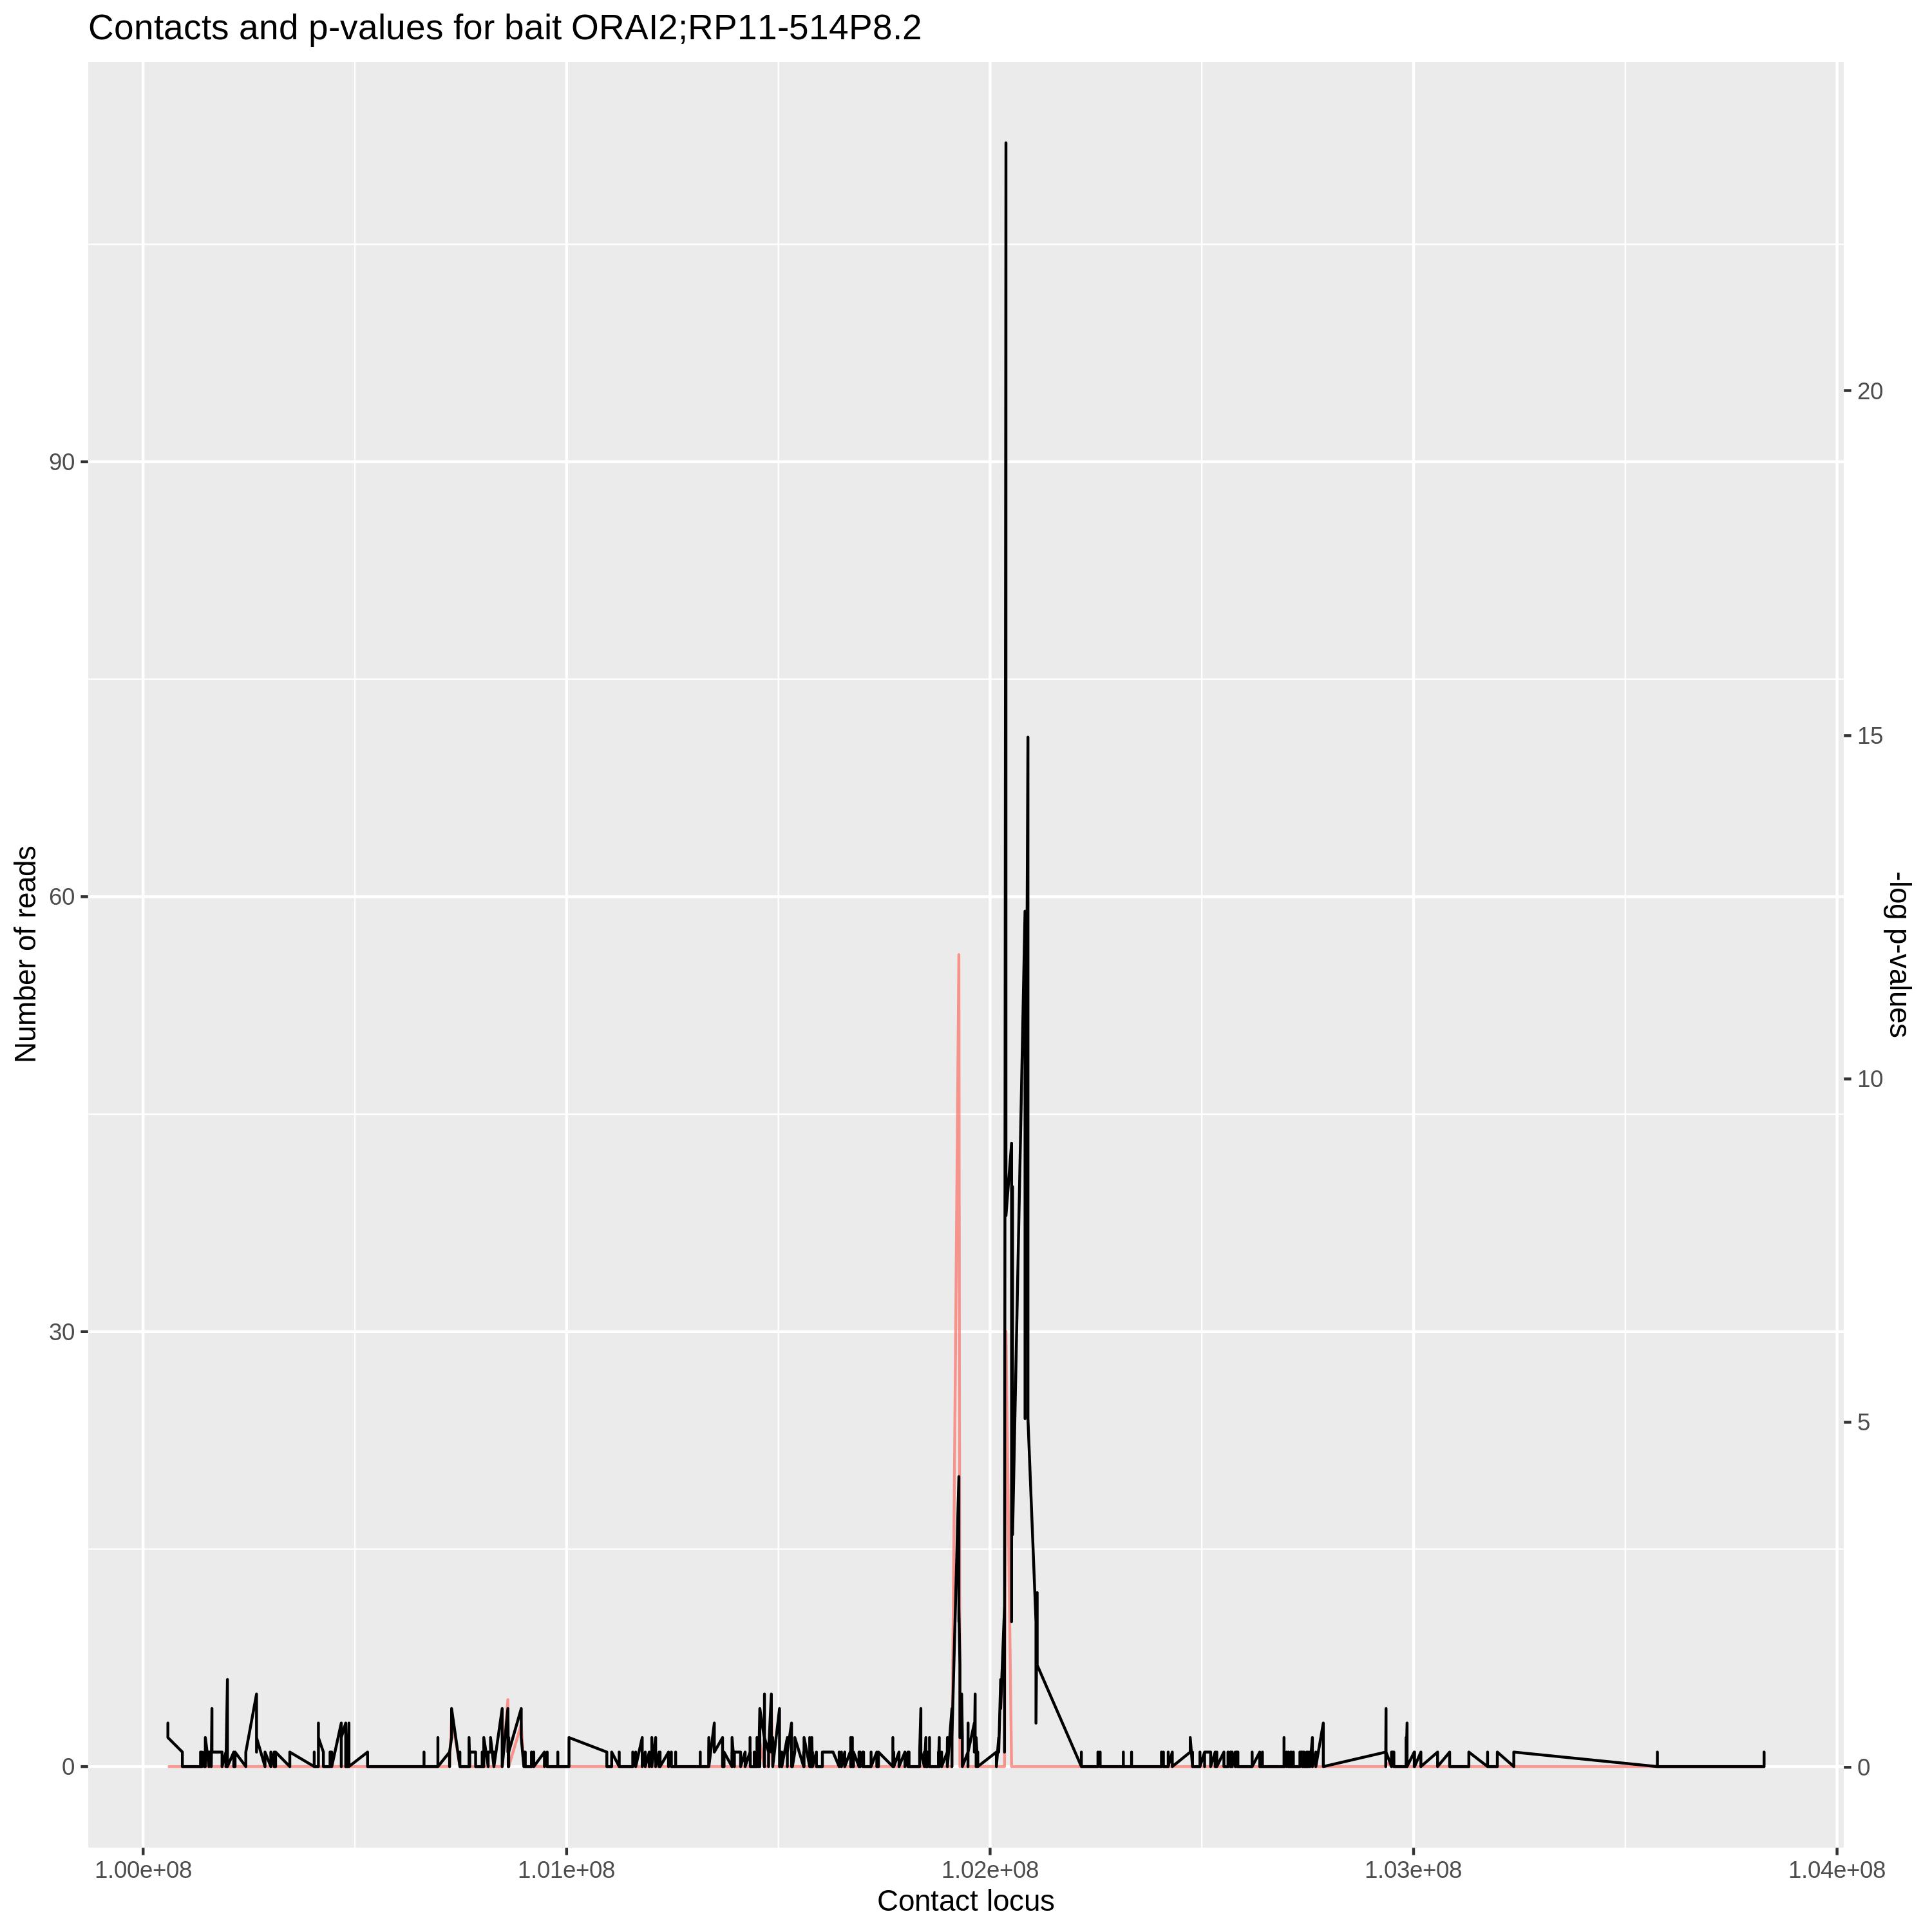 Contacts and p-values for bait ORAI2;RP11-514P8.2
Number of reads
90
60
30
0
20
15
10
5
0
-log p-values
1.00e+08
1.01e+08
1.02e+08
1.03e+08
1.04e+08
Contact locus